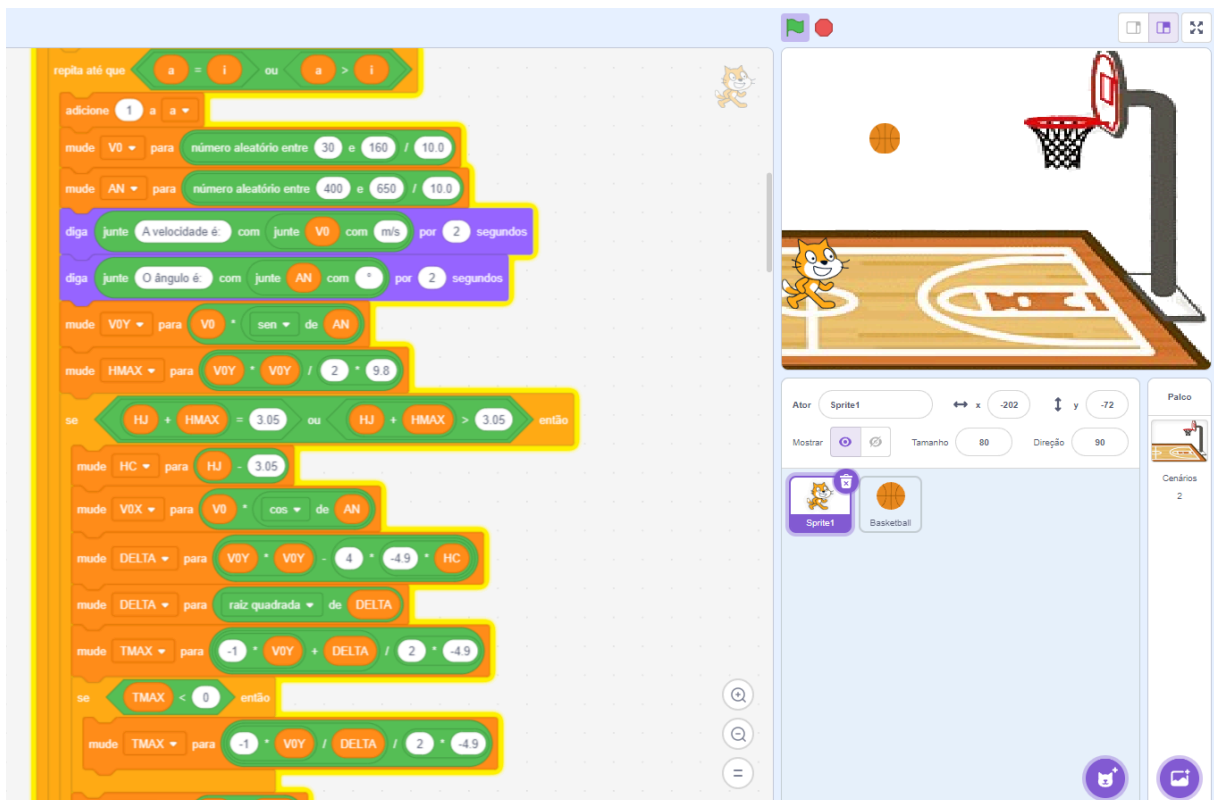 repita até que a = i ou a > i
adicione 1 a a
mude V0 para número aleatório entre 30 e 160 / 10.0
mude AN para número aleatório entre 400 e 650 / 10.0
diga junte A velocidade é: com junte V0 com m/s por 2 segundos
diga junte O ângulo é: com junte AN com ° por 2 segundos
mude V0Y para V0 * sen de AN
mude HMAX para V0Y * V0Y / 2 * 9.8
se HJ + HMAX = 3.05 ou HJ + HMAX > 3.05 então
mude HC para HJ - 3.05
mude V0X para V0 * cos de AN
mude DELTA para V0Y * V0Y - 4 * -4.9 * HC
mude DELTA para raiz quadrada de DELTA
mude TMAX para -1 * V0Y + DELTA / 2 * -4.9
se TMAX < 0 então
mude TMAX para -1 * V0Y / DELTA / 2 * -4.9
Ator Sprite1 x -202 y -72
Mostrar Tamanho 80 Direção 90
Sprite1
Basketball
Palco
Cenários
2